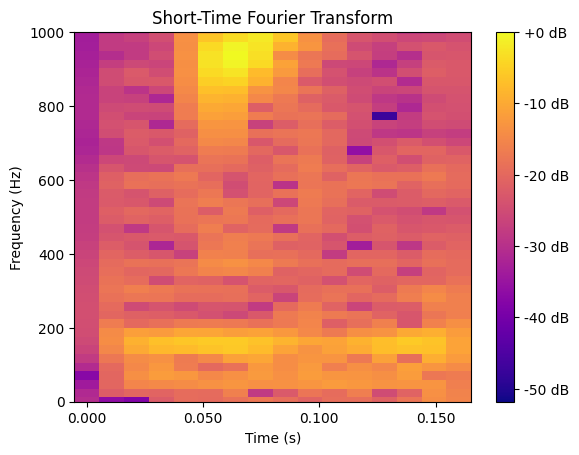 Short-Time Fourier Transform
1000
800
600
400
200
0
Frequency (Hz)
0.000
0.050
0.100
0.150
Time (s)
+0 dB
-10 dB
-20 dB
-30 dB
-40 dB
-50 dB